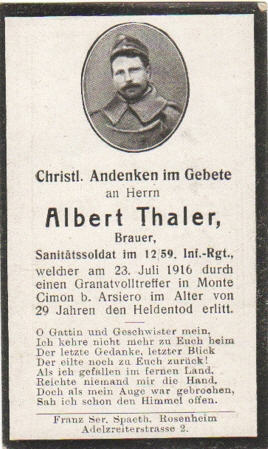 Christl. Andenken im Gebete
an Herrn
Albert Thaler,
Brauer,
Sanitätssoldat im 12 59. Inf.-Rgt.,
welcher am 23. Juli 1916 durch
einen Granatvolltreffer in Monte
Cimon b. Arsiero im Alter von
29 Jahren den Heldentod erlitt.
O Gattin und Geschwister mein,
Ich kehre nicht mehr zu Euch heim
Der letzte Gedanke, letzter Blick
Der eilte noch zu Euch zurück!
Als ich gefallen im fernen Land,
Reichte niemand mir die Hand,
Doch als mein Auge war gebrochen,
Sah ich schon den Himmel offen.
Franz Ser. Spaeth, Rosenheim
Adelzreiterstrasse 2.